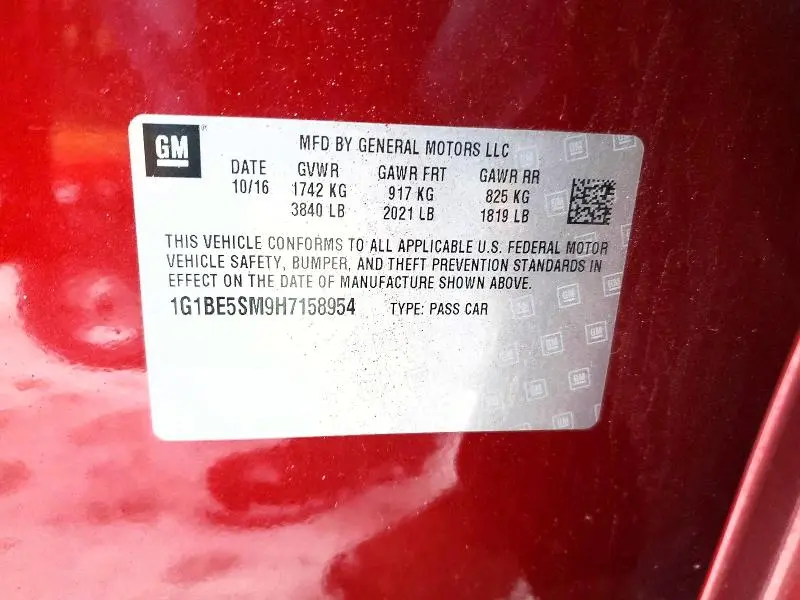 GM
MFD BY GENERAL MOTORS LLC
DATE GVWR GAWR FRT GAWR RR
10/16 1742 KG 917 KG 825 KG
3840 LB 2021 LB 1819 LB
THIS VEHICLE CONFORMS TO ALL APPLICABLE U.S. FEDERAL MOTOR
VEHICLE SAFETY, BUMPER, AND THEFT PREVENTION STANDARDS IN
EFFECT ON THE DATE OF MANUFACTURE SHOWN ABOVE.
1G1BE5SM9H7158954 TYPE: PASS CAR